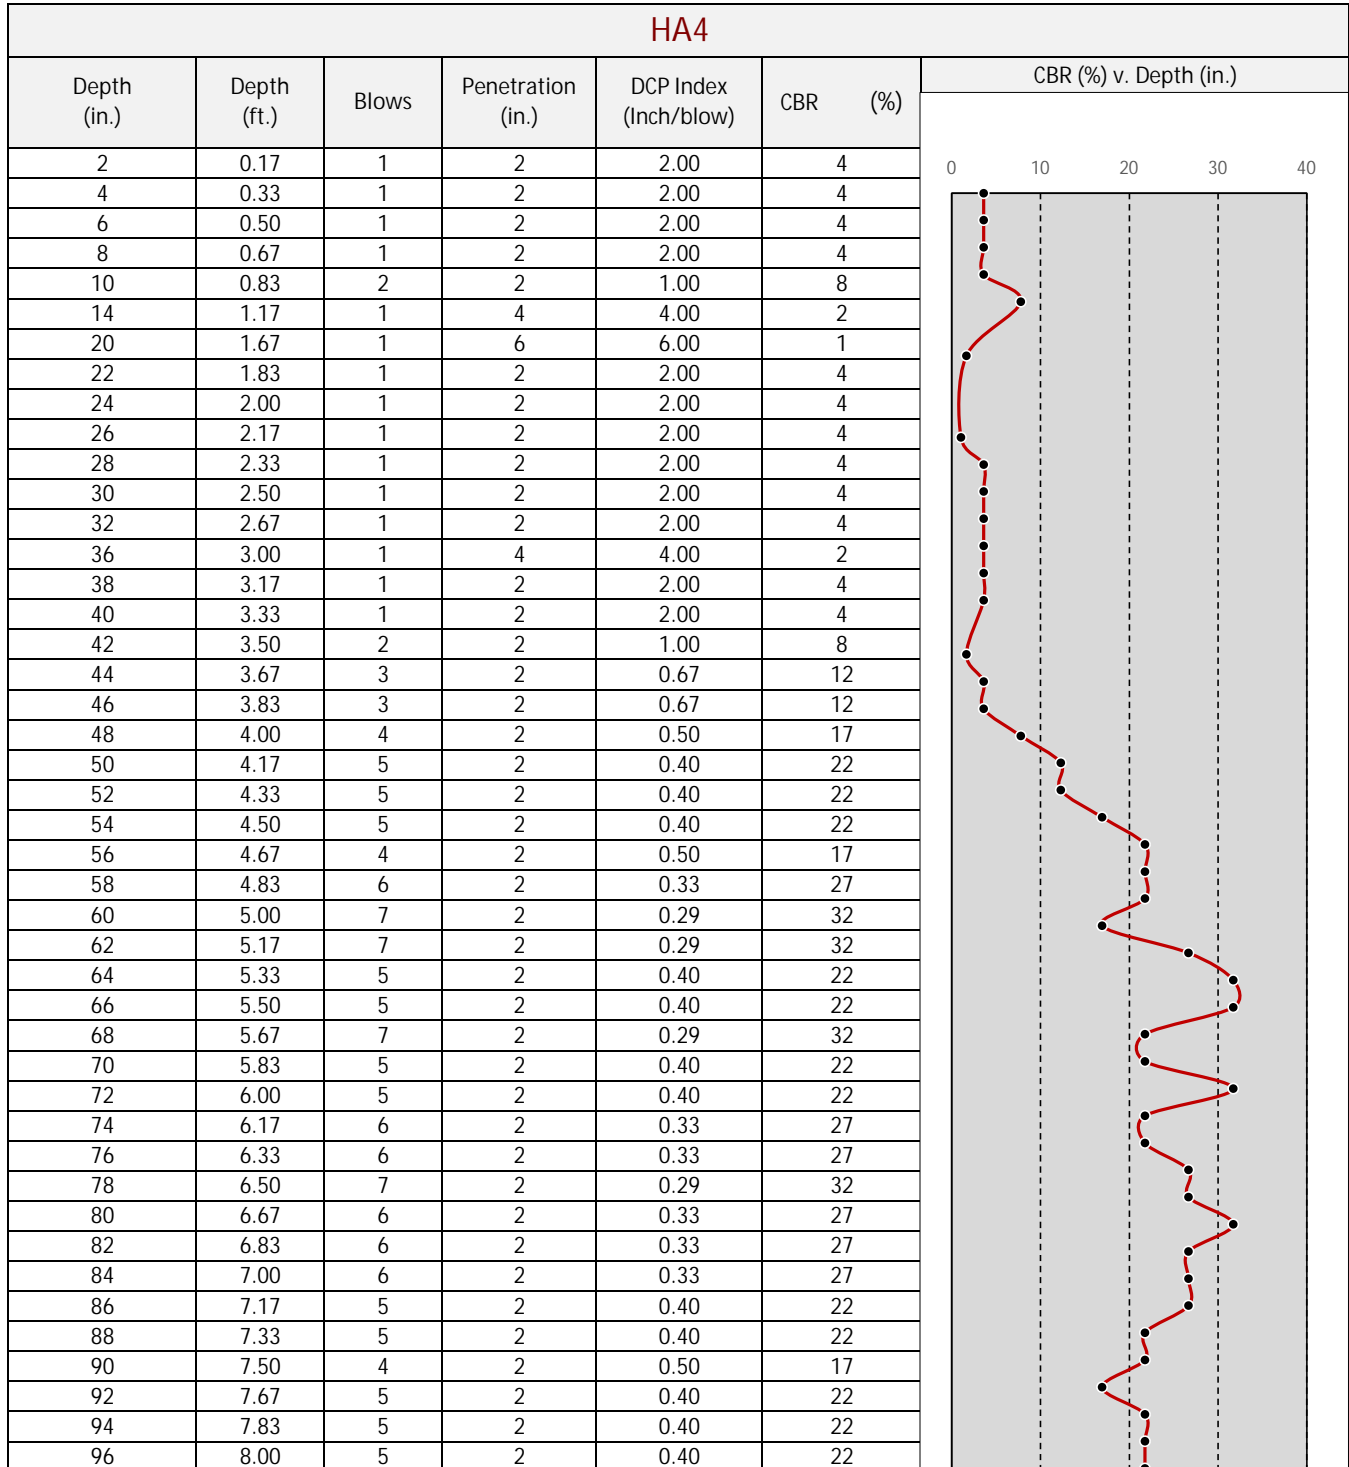 HA4
Depth (in.) Depth (ft.) Blows Penetration (in.) DCP Index (Inch/blow) CBR (%) CBR (%) v. Depth (in.)
2 0.17 1 2 2.00 4
4 0.33 1 2 2.00 4
6 0.50 1 2 2.00 4
8 0.67 1 2 2.00 4
10 0.83 2 2 1.00 8
14 1.17 1 4 4.00 2
20 1.67 1 6 6.00 1
22 1.83 1 2 2.00 4
24 2.00 1 2 2.00 4
26 2.17 1 2 2.00 4
28 2.33 1 2 2.00 4
30 2.50 1 2 2.00 4
32 2.67 1 2 2.00 4
36 3.00 1 4 4.00 2
38 3.17 1 2 2.00 4
40 3.33 1 2 2.00 4
42 3.50 2 2 1.00 8
44 3.67 3 2 0.67 12
46 3.83 3 2 0.67 12
48 4.00 4 2 0.50 17
50 4.17 5 2 0.40 22
52 4.33 5 2 0.40 22
54 4.50 5 2 0.40 22
56 4.67 4 2 0.50 17
58 4.83 6 2 0.33 27
60 5.00 7 2 0.29 32
62 5.17 7 2 0.29 32
64 5.33 5 2 0.40 22
66 5.50 5 2 0.40 22
68 5.67 7 2 0.29 32
70 5.83 5 2 0.40 22
72 6.00 5 2 0.40 22
74 6.17 6 2 0.33 27
76 6.33 6 2 0.33 27
78 6.50 7 2 0.29 32
80 6.67 6 2 0.33 27
82 6.83 6 2 0.33 27
84 7.00 6 2 0.33 27
86 7.17 5 2 0.40 22
88 7.33 5 2 0.40 22
90 7.50 4 2 0.50 17
92 7.67 5 2 0.40 22
94 7.83 5 2 0.40 22
96 8.00 5 2 0.40 22
0 10 20 30 40